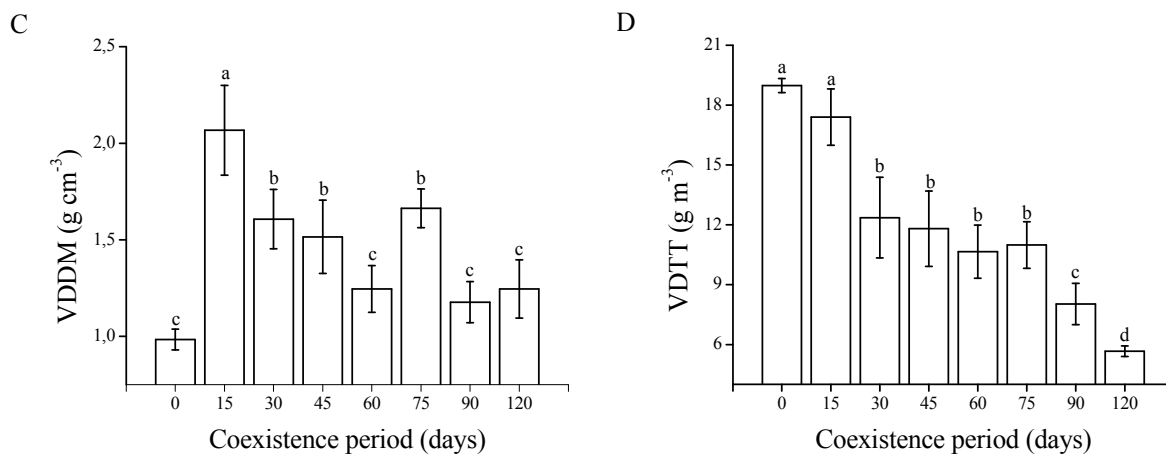 C
2,5
2,0
1,5
1,0
VDDM (g cm⁻³)
c
a
b
b
c
b
c
c
0 15 30 45 60 75 90 120
Coexistence period (days)
D
21
18
15
12
9
6
VDTT (g m⁻³)
a
a
b
b
b
b
c
d
0 15 30 45 60 75 90 120
Coexistence period (days)